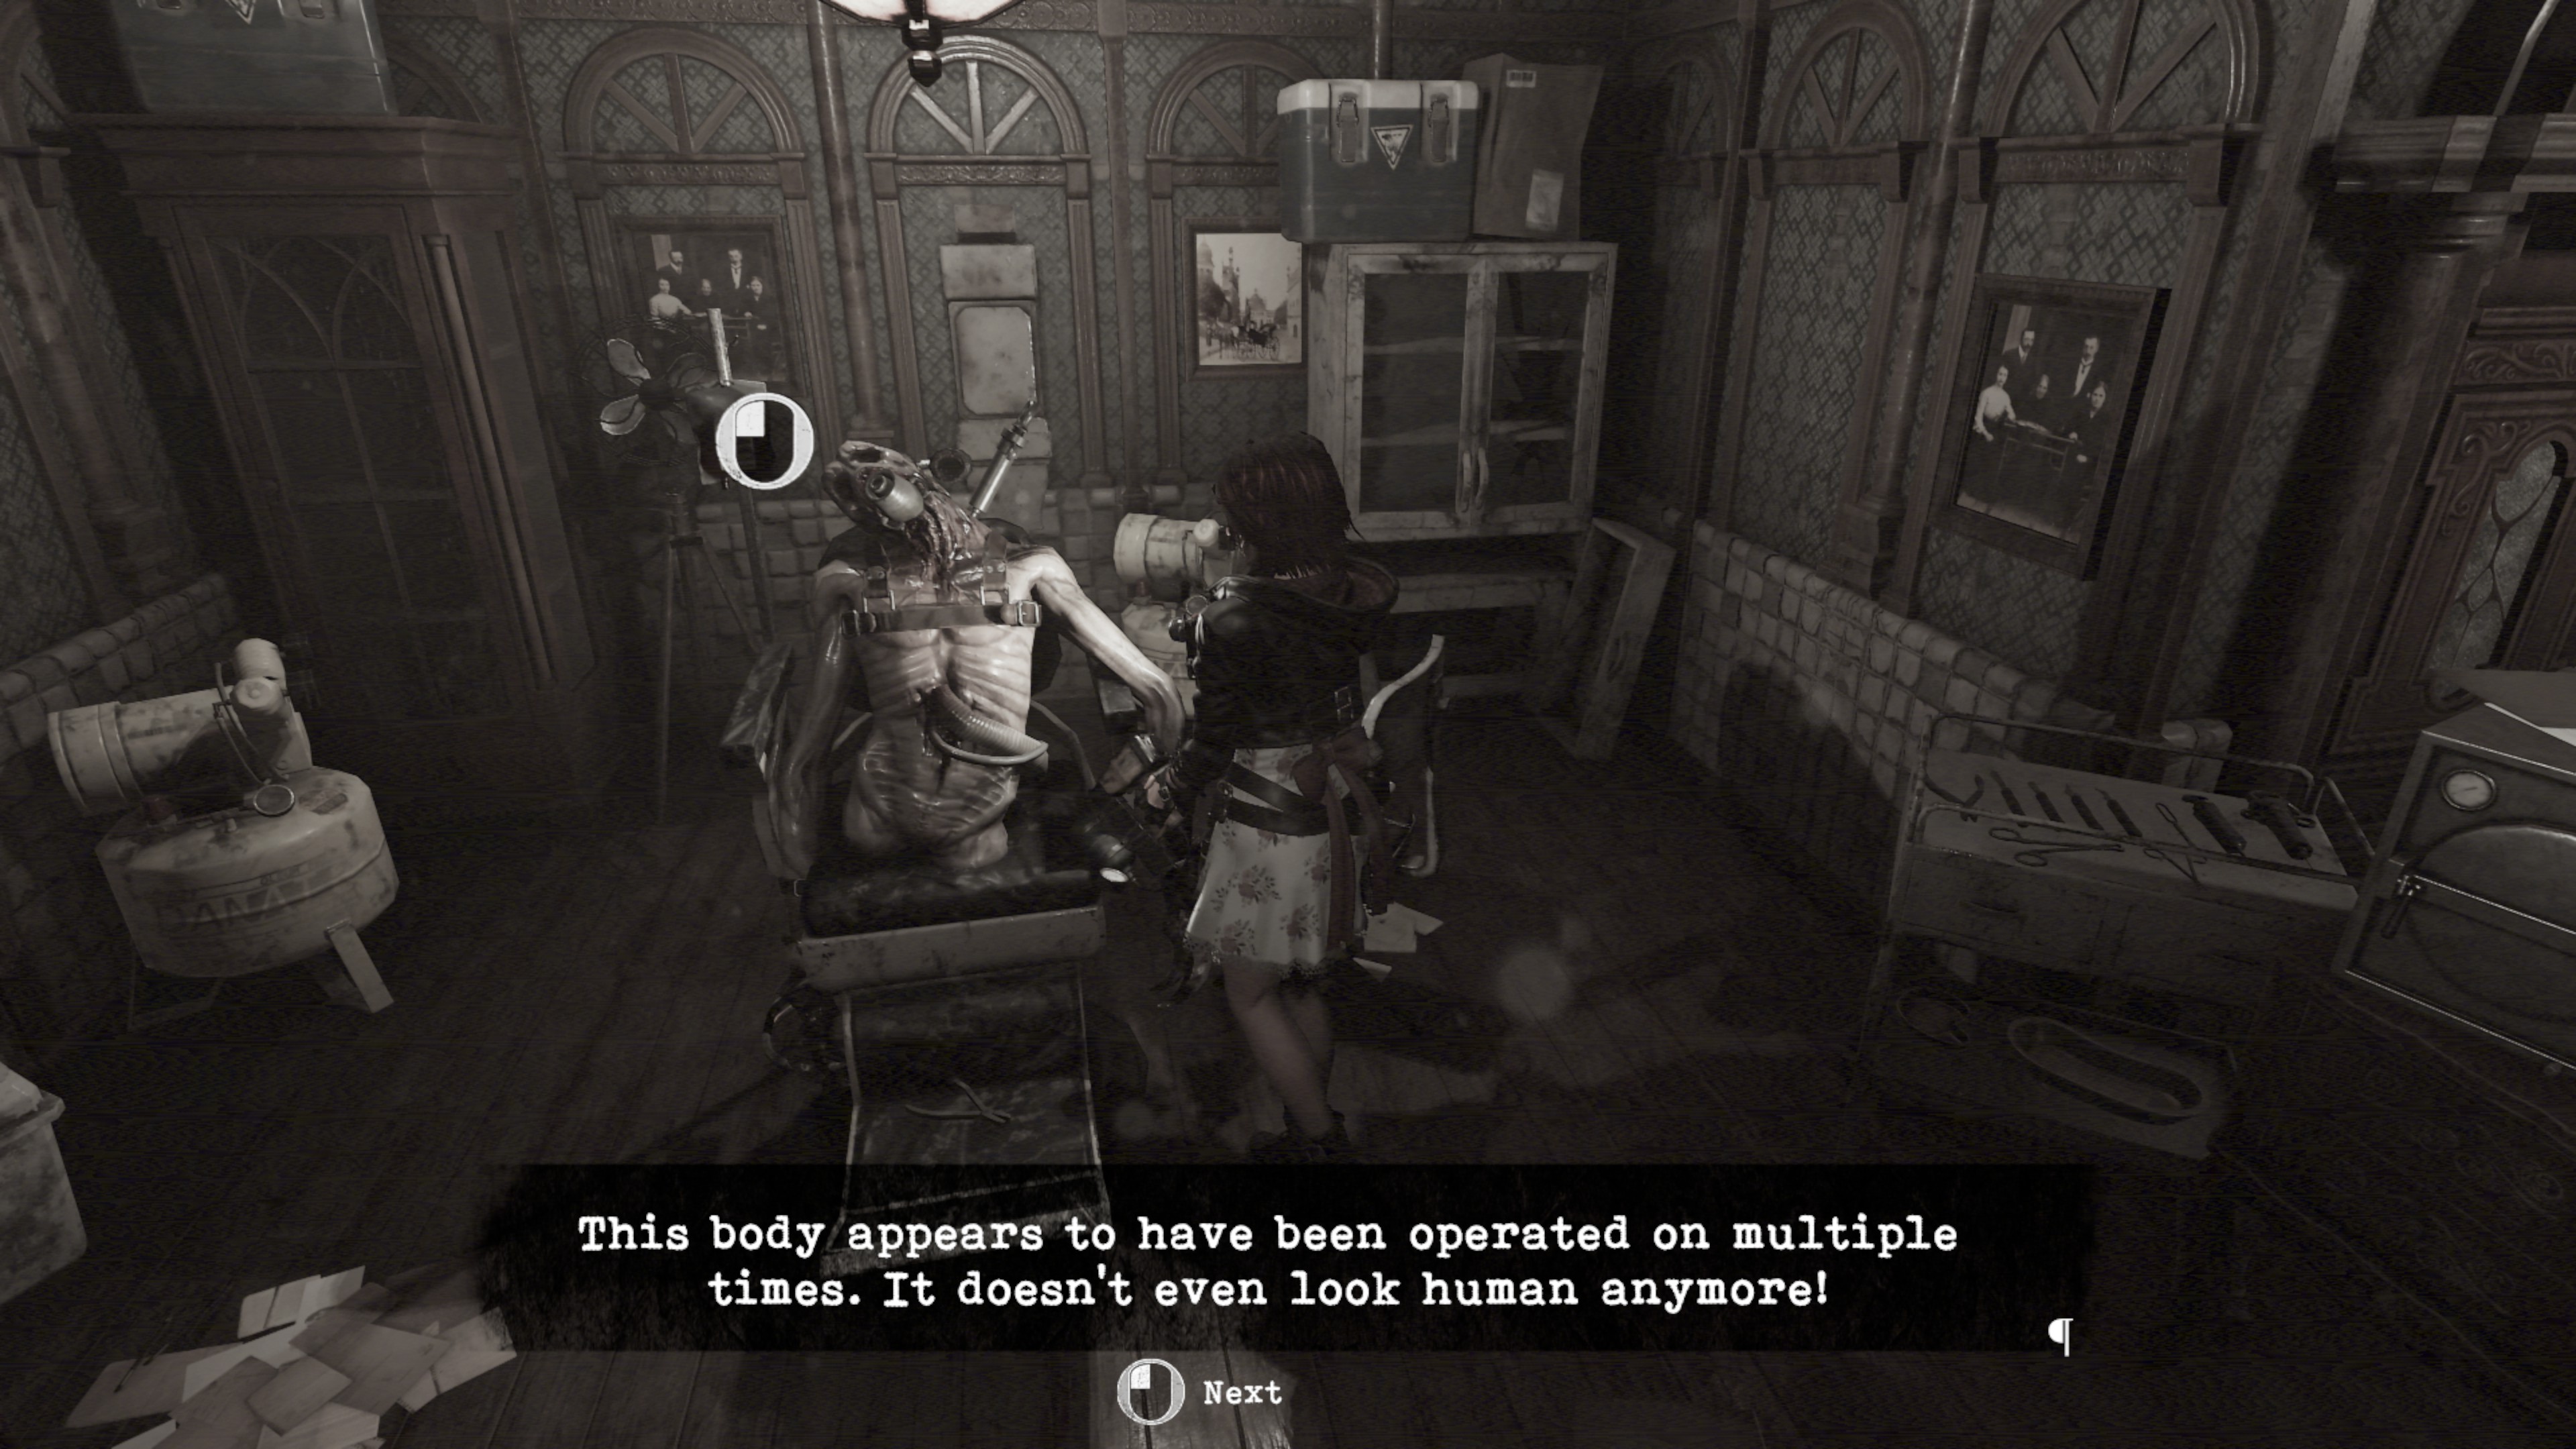 This body appears to have been operated on multiple
times. It doesn't even look human anymore!
¶
Next